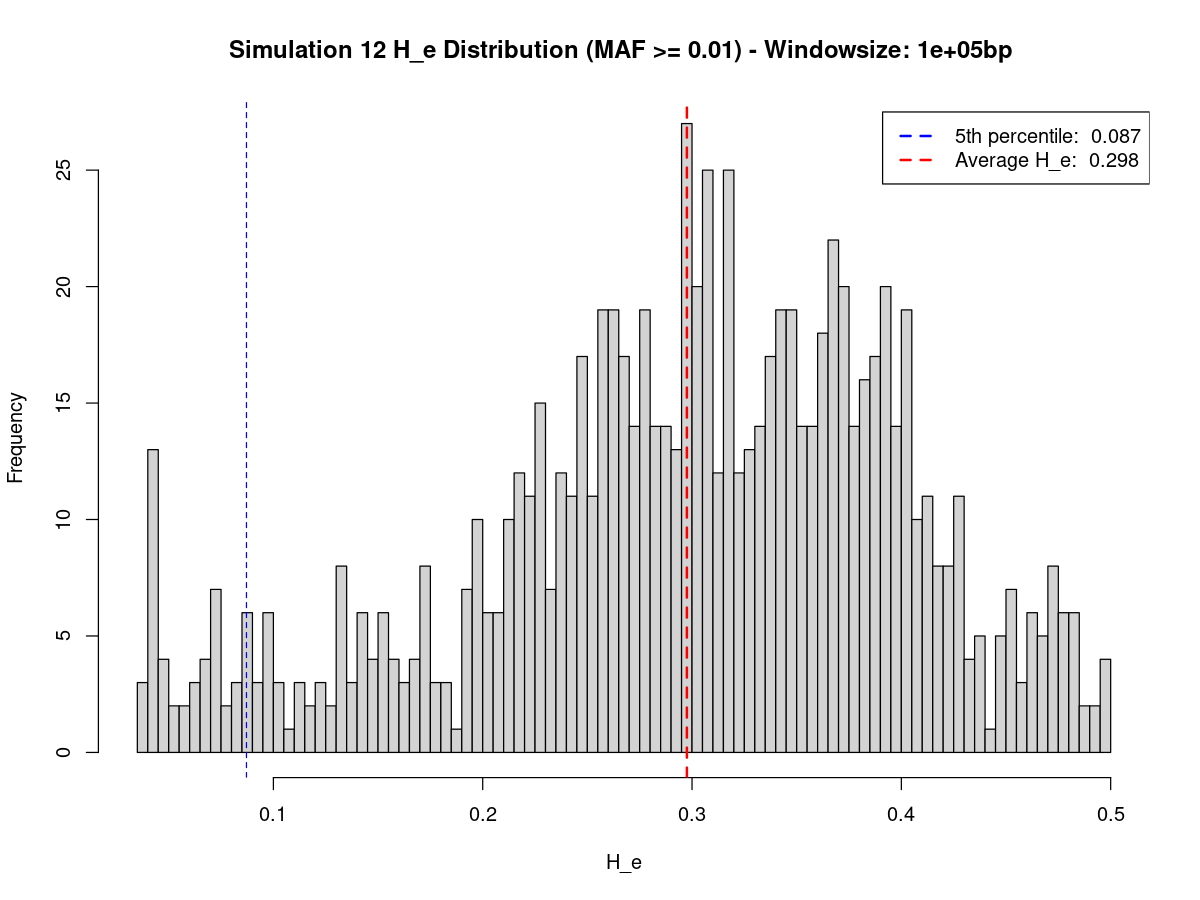 Simulation 12 H_e Distribution (MAF >= 0.01) - Windowsize: 1e+05bp
5th percentile: 0.087
Average H_e: 0.298
Frequency
25
20
15
10
5
0
0.1 0.2 0.3 0.4 0.5
H_e